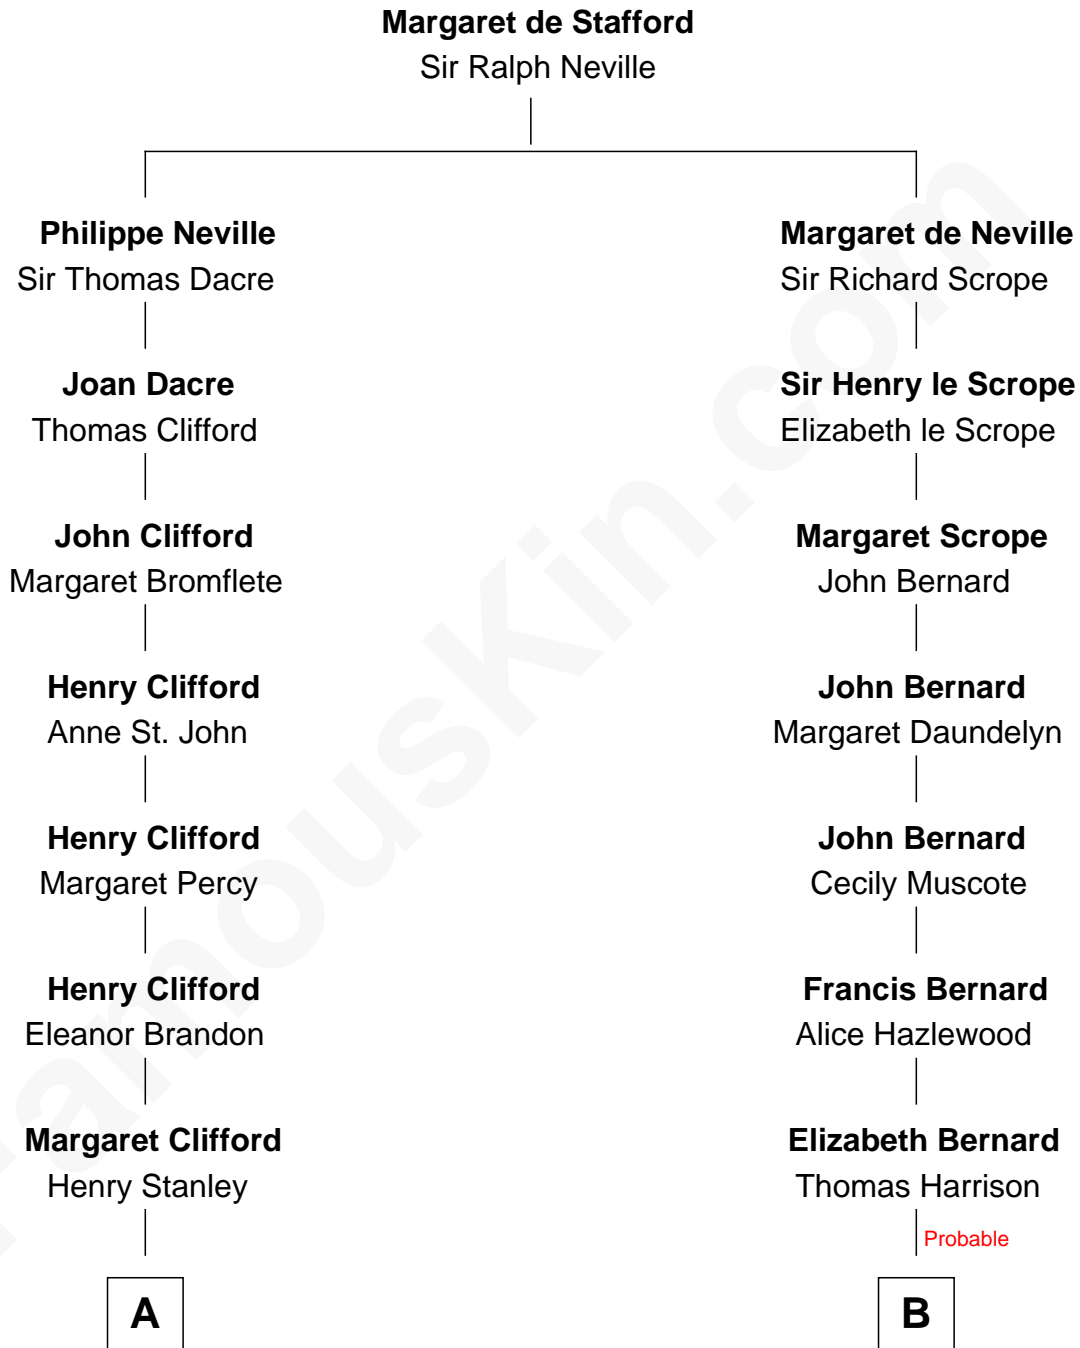 Margaret de Stafford
Sir Ralph Neville
Philippe Neville
Sir Thomas Dacre
Margaret de Neville
Sir Richard Scrope
Joan Dacre
Thomas Clifford
Sir Henry le Scrope
Elizabeth le Scrope
John Clifford
Margaret Bromflete
Margaret Scrope
John Bernard
Henry Clifford
Anne St. John
John Bernard
Margaret Daundelyn
Henry Clifford
Margaret Percy
John Bernard
Cecily Muscote
Henry Clifford
Eleanor Brandon
Francis Bernard
Alice Hazlewood
Margaret Clifford
Henry Stanley
Elizabeth Bernard
Thomas Harrison
Probable
A
B
FamousKin.com